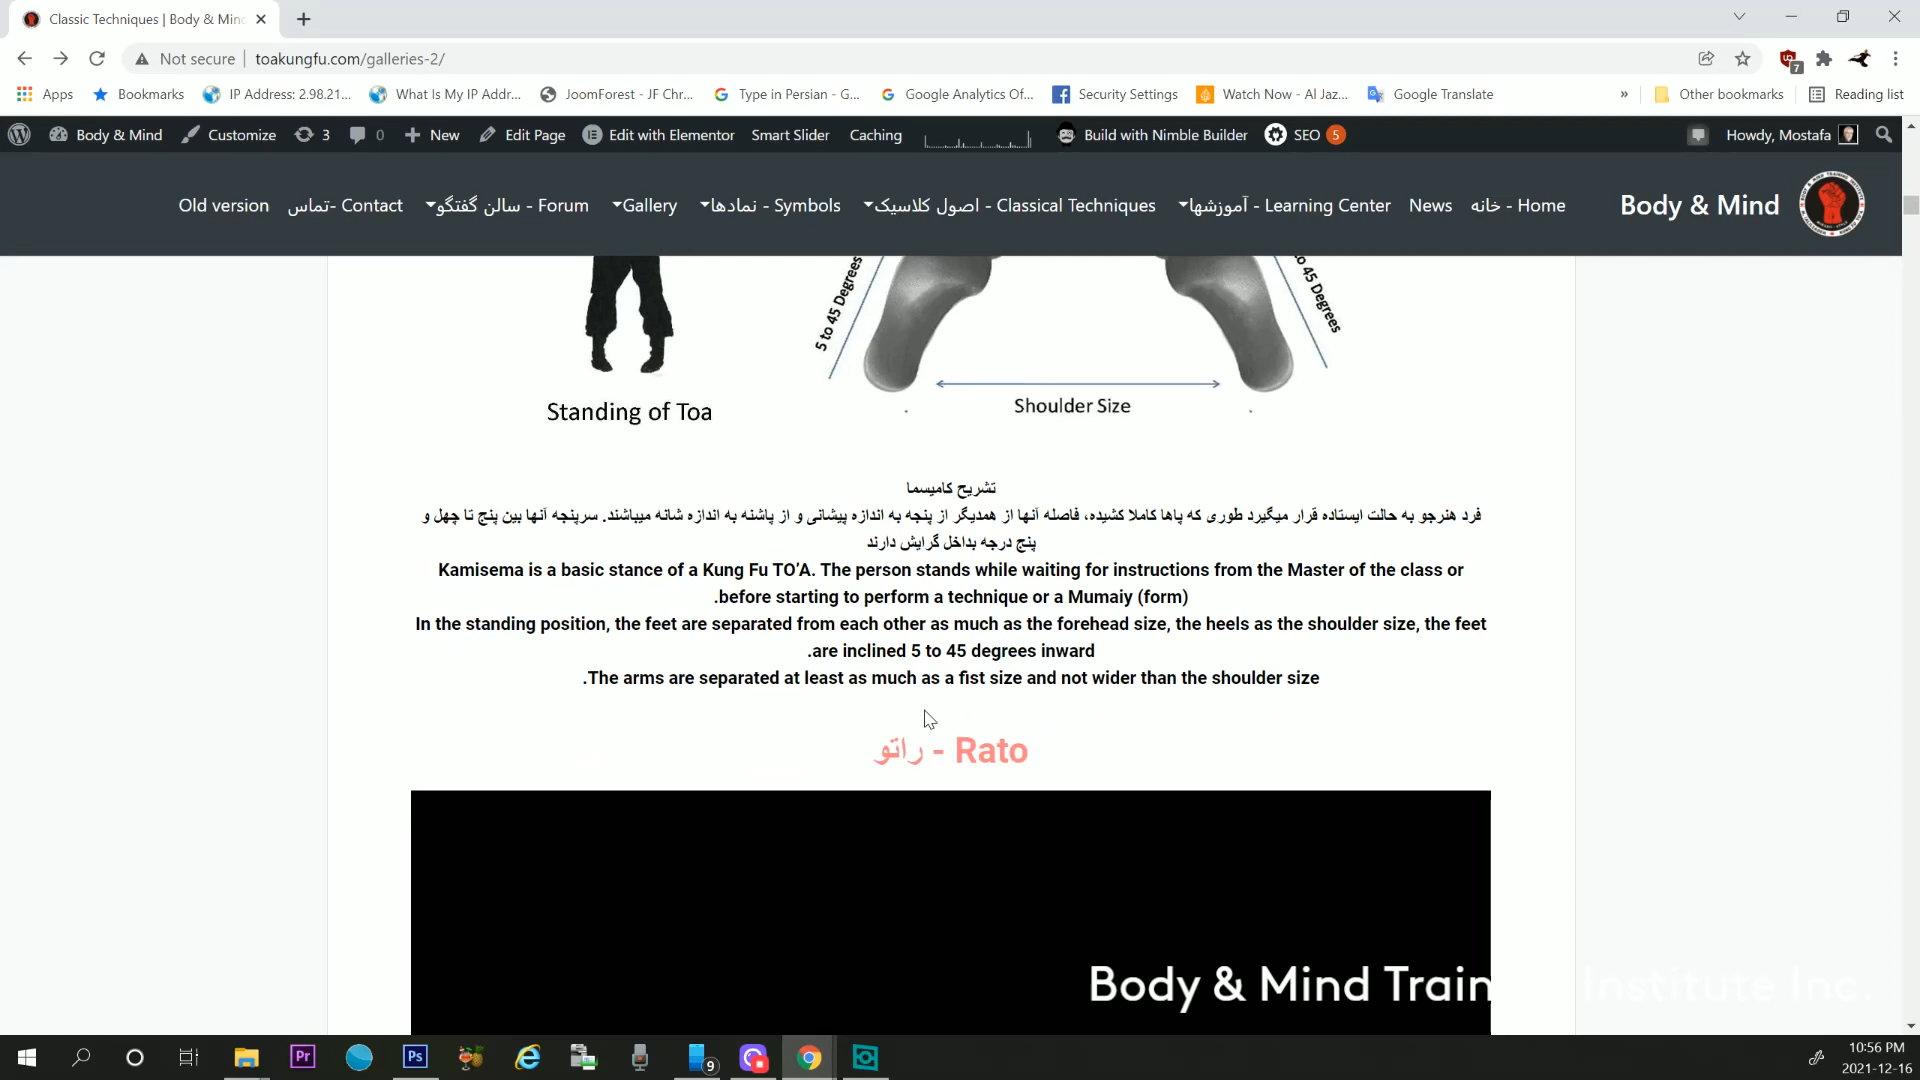 Classic Techniques | Body & Min
Not secure | toakungfu.com/galleries-2/
7
Apps Bookmarks IP Address: 2.98.21... What Is My IP Addr... JoomForest - JF Chr... Type in Persian - G... Google Analytics Of... Security Settings Watch Now - Al Jaz... Google Translate » Other bookmarks Reading list
Body & Mind Customize 3 0 New Edit Page Edit with Elementor Smart Slider Caching Build with Nimble Builder SEO 5 Howdy, Mostafa
Old version تماس- Contact سالن گفتگو - Forum Gallery نمادها - Symbols اصول کلاسیک - Classical Techniques آموزشها - Learning Center News خانه - Home Body & Mind
5 to 45 Degrees
to 45 Degrees
Shoulder Size
Standing of Toa
تشریح کامیسما
فرد هنرجو به حالت ایستاده قرار میگیرد طوری که پاها کاملا کشیده، فاصله آنها از همدیگر از پنجه به اندازه پیشانی و از پاشنه به اندازه شانه میباشند. سرپنجه آنها بین پنج تا چهل و
پنج درجه بداخل گرایش دارند
Kamisema is a basic stance of a Kung Fu TO’A. The person stands while waiting for instructions from the Master of the class or
.before starting to perform a technique or a Mumaiy (form)
In the standing position, the feet are separated from each other as much as the forehead size, the heels as the shoulder size, the feet
.are inclined 5 to 45 degrees inward
.The arms are separated at least as much as a fist size and not wider than the shoulder size
راتو - Rato
Body & Mind Train Institute Inc.
Pr
Ps
9
10:56 PM
2021-12-16